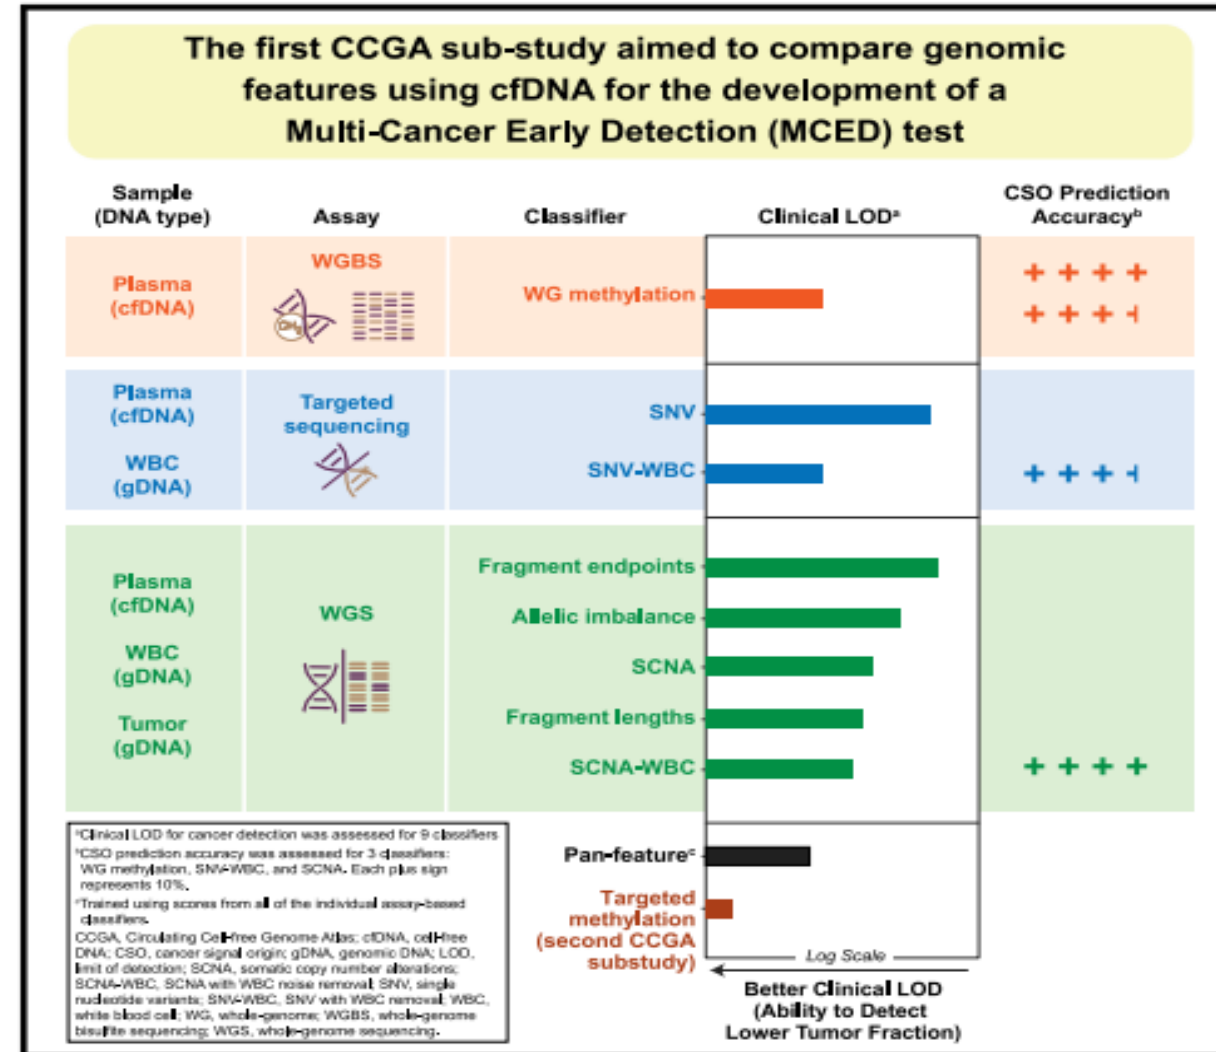 The first CCGA sub-study aimed to compare genomic
features using cfDNA for the development of a
Multi-Cancer Early Detection (MCED) test
Sample
(DNA type)
Assay
Classifier
Clinical LODᵃ
CSO Prediction
Accuracyᵇ
Plasma
(cfDNA)
WGBS
CH₃
WG methylation
+ + + +
+ + + ˧
Plasma
(cfDNA)
WBC
(gDNA)
Targeted
sequencing
SNV
SNV-WBC
+ + + ˧
Plasma
(cfDNA)
WBC
(gDNA)
Tumor
(gDNA)
WGS
Fragment endpoints
Allelic imbalance
SCNA
Fragment lengths
SCNA-WBC
+ + + +
Pan-featureᶜ
Targeted
methylation
(second CCGA
substudy)
Log Scale
Better Clinical LOD
(Ability to Detect
Lower Tumor Fraction)
ᵃClinical LOD for cancer detection was assessed for 9 classifiers
ᵇCSO prediction accuracy was assessed for 3 classifiers:
WG methylation, SNV-WBC, and SCNA. Each plus sign
represents 10%.
ᶜTrained using scores from all of the individual assay-based
classifiers.
CCGA, Circulating Cell-free Genome Atlas; cfDNA, cell-free
DNA; CSO, cancer signal origin; gDNA, genomic DNA; LOD,
limit of detection; SCNA, somatic copy number alterations;
SCNA-WBC, SCNA with WBC noise removal; SNV, single
nucleotide variants; SNV-WBC, SNV with WBC removal; WBC,
white blood cell; WG, whole-genome; WGBS, whole-genome
bisulfite sequencing; WGS, whole-genome sequencing.